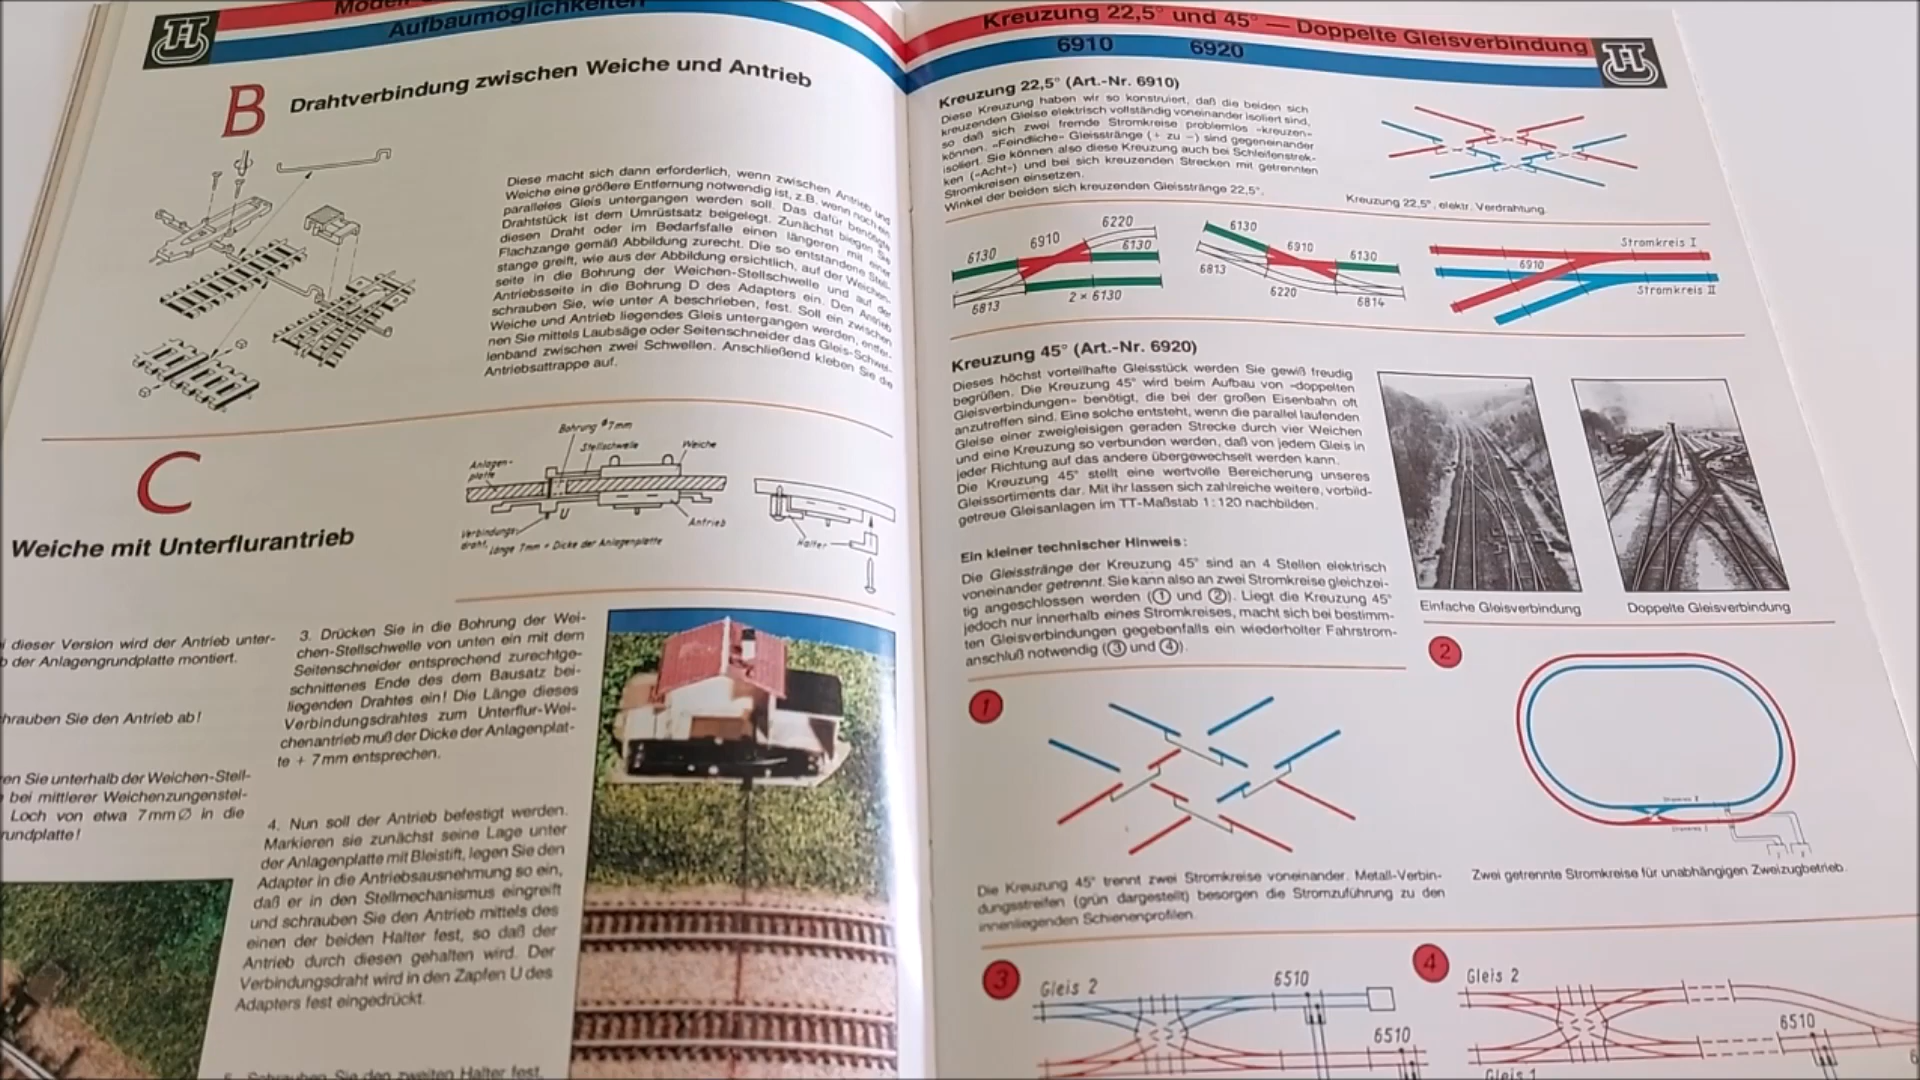 Aufbaumöglichkeiten
B
Drahtverbindung zwischen Weiche und Antrieb
Diese macht sich dann erforderlich, wenn zwischen Antrieb und
Weiche eine größere Entfernung notwendig ist, z.B. wenn noch ein
paralleles Gleis untergangen werden soll. Das dafür benötigte
Drahtstück ist dem Umrüstsatz beigelegt. Zunächst biegen Sie
diesen Draht oder im Bedarfsfalle einen längeren mit einer
Flachzange gemäß Abbildung zurecht. Die so entstandene Stell-
stange greift, wie aus der Abbildung ersichtlich, auf der Weichen-
seite in die Bohrung der Weichen-Stellschwelle und auf der
Antriebsseite in die Bohrung D des Adapters ein. Den Antrieb
schrauben Sie, wie unter A beschrieben, fest. Soll ein zwischen
Weiche und Antrieb liegendes Gleis untergangen werden, entfer-
nen Sie mittels Laubsäge oder Seitenschneider das Gleis-Schwel-
lenband zwischen zwei Schwellen. Anschließend kleben Sie die
Antriebsattrappe auf.
C
Weiche mit Unterflurantrieb
Bohrung ø 7mm
Stellschwelle
Weiche
Anlagen-
platte
U
Antrieb
Verbindungs-
draht, Länge 7mm + Dicke der Anlagenplatte
Halter
dieser Version wird der Antrieb unter-
der Anlagengrundplatte montiert.
schrauben Sie den Antrieb ab!
Sie unterhalb der Weichen-Stell-
bei mittlerer Weichenzungenstel-
Loch von etwa 7mm Ø in die
3. Drücken Sie in die Bohrung der Wei-
chen-Stellschwelle von unten ein mit dem
Seitenschneider entsprechend zurechtge-
schnittenes Ende des dem Bausatz bei-
liegenden Drahtes ein! Die Länge dieses
Verbindungsdrahtes zum Unterflur-Wei-
chenantrieb muß der Dicke der Anlagenplat-
te + 7mm entsprechen.
4. Nun soll der Antrieb befestigt werden.
Markieren sie zunächst seine Lage unter
der Anlagenplatte mit Bleistift, legen Sie den
Adapter in die Antriebsausnehmung so ein,
daß er in den Stellmechanismus eingreift
und schrauben Sie den Antrieb mittels des
einen der beiden Halter fest, so daß der
Antrieb durch diesen gehalten wird. Der
Verbindungsdraht wird in den Zapfen U des
Adapters fest eingedrückt.
5. Schrauben Sie den zweiten Halter fest,
Kreuzung 22,5° und 45° — Doppelte Gleisverbindung
6910 6920
Kreuzung 22,5° (Art.-Nr. 6910)
Diese Kreuzung haben wir so konstruiert, daß die beiden sich
kreuzenden Gleise elektrisch vollständig voneinander isoliert sind,
so daß sich zwei fremde Stromkreise problemlos »kreuzen«
können. »Feindliche« Gleisstränge (+ zu −) sind gegeneinander
isoliert. Sie können also diese Kreuzung auch bei Schleifenstrek-
ken (»Acht«) und bei sich kreuzenden Strecken mit getrennten
Stromkreisen einsetzen.
Winkel der beiden sich kreuzenden Gleisstränge 22,5°.
Kreuzung 22,5°, elektr. Verdrahtung.
6130
6910
6220
6130
6813
2 × 6130
6130
6910
6130
6813
6220
6814
Stromkreis I
6910
Stromkreis II
Kreuzung 45° (Art.-Nr. 6920)
Dieses höchst vorteilhafte Gleisstück werden Sie gewiß freudig
begrüßen. Die Kreuzung 45° wird beim Aufbau von »doppelten
Gleisverbindungen« benötigt, die bei der großen Eisenbahn oft
anzutreffen sind. Eine solche entsteht, wenn die parallel laufenden
Gleise einer zweigleisigen geraden Strecke durch vier Weichen
und eine Kreuzung so verbunden werden, daß von jedem Gleis in
jeder Richtung auf das andere übergewechselt werden kann.
Die Kreuzung 45° stellt eine wertvolle Bereicherung unseres
Gleissortiments dar. Mit ihr lassen sich zahlreiche weitere, vorbild-
getreue Gleisanlagen im TT-Maßstab 1:120 nachbilden.
Ein kleiner technischer Hinweis:
Die Gleisstränge der Kreuzung 45° sind an 4 Stellen elektrisch
voneinander getrennt. Sie kann also an zwei Stromkreise gleichzei-
tig angeschlossen werden (① und ②). Liegt die Kreuzung 45°
jedoch nur innerhalb eines Stromkreises, macht sich bei bestimm-
ten Gleisverbindungen gegebenfalls ein wiederholter Fahrstrom-
anschluß notwendig (③ und ④).
Einfache Gleisverbindung
Doppelte Gleisverbindung
1
Die Kreuzung 45° trennt zwei Stromkreise voneinander. Metall-Verbin-
dungsstreifen (grün dargestellt) besorgen die Stromzuführung zu den
innenliegenden Schienenprofilen.
2
Stromkreis II
Stromkreis I
Zwei getrennte Stromkreise für unabhängigen Zweizugbetrieb.
3
Gleis 2
6510
6510
4
Gleis 2
6510
Gleis 1